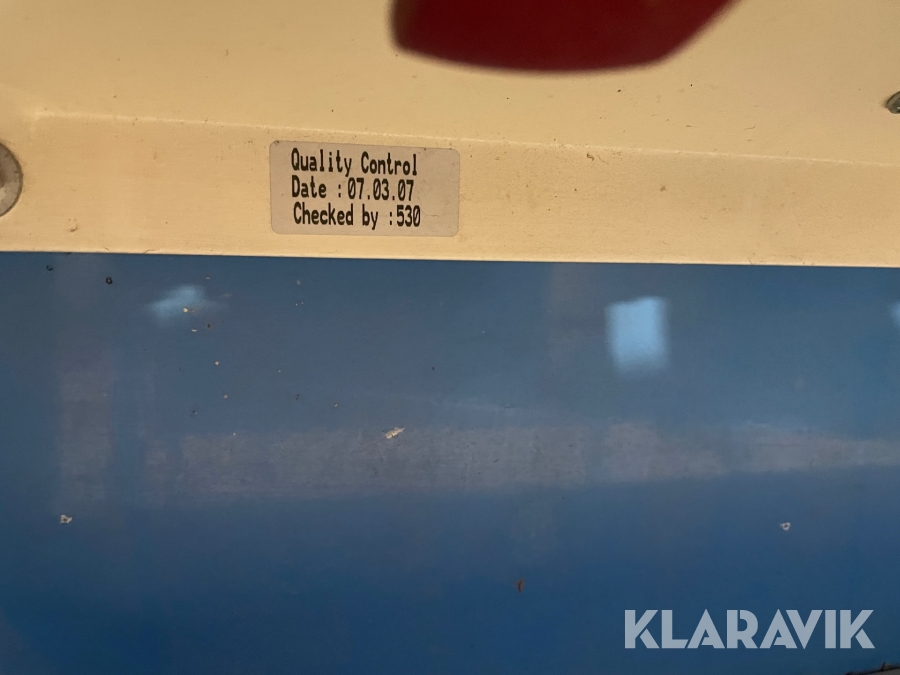 Quality Control
Date : 07.03.07
Checked by : 530
KLARAVIK